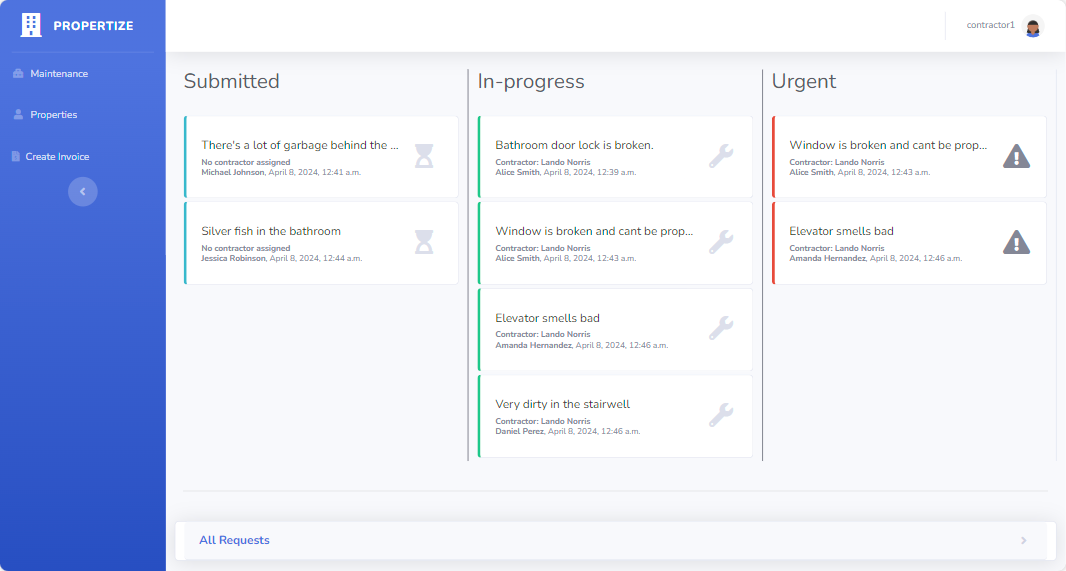 PROPERTIZE
Maintenance
Properties
Create Invoice
contractor1
Submitted
There's a lot of garbage behind the ...
No contractor assigned
Michael Johnson, April 8, 2024, 12:41 a.m.
Silver fish in the bathroom
No contractor assigned
Jessica Robinson, April 8, 2024, 12:44 a.m.
In-progress
Bathroom door lock is broken.
Contractor: Lando Norris
Alice Smith, April 8, 2024, 12:39 a.m.
Window is broken and cant be prop...
Contractor: Lando Norris
Alice Smith, April 8, 2024, 12:43 a.m.
Elevator smells bad
Contractor: Lando Norris
Amanda Hernandez, April 8, 2024, 12:46 a.m.
Very dirty in the stairwell
Contractor: Lando Norris
Daniel Perez, April 8, 2024, 12:46 a.m.
Urgent
Window is broken and cant be prop...
Contractor: Lando Norris
Alice Smith, April 8, 2024, 12:43 a.m.
Elevator smells bad
Contractor: Lando Norris
Amanda Hernandez, April 8, 2024, 12:46 a.m.
All Requests